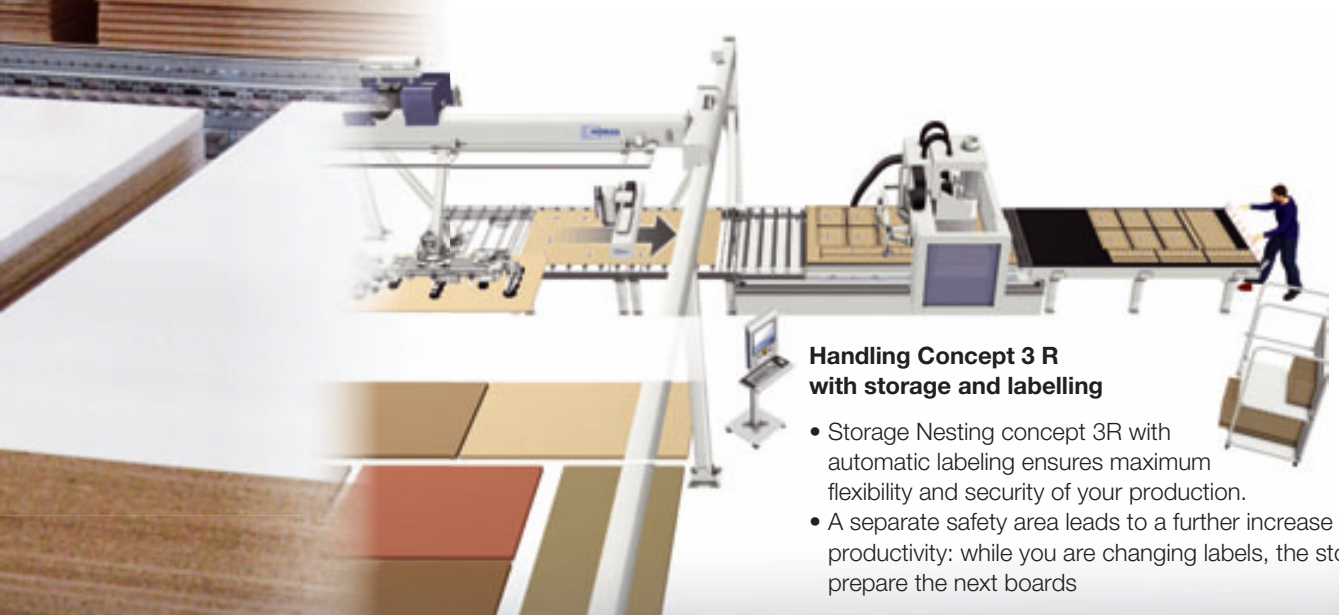 HOMAG
Handling Concept 3 R
with storage and labelling
• Storage Nesting concept 3R with
automatic labeling ensures maximum
flexibility and security of your production.
• A separate safety area leads to a further increase
productivity: while you are changing labels, the sto
prepare the next boards